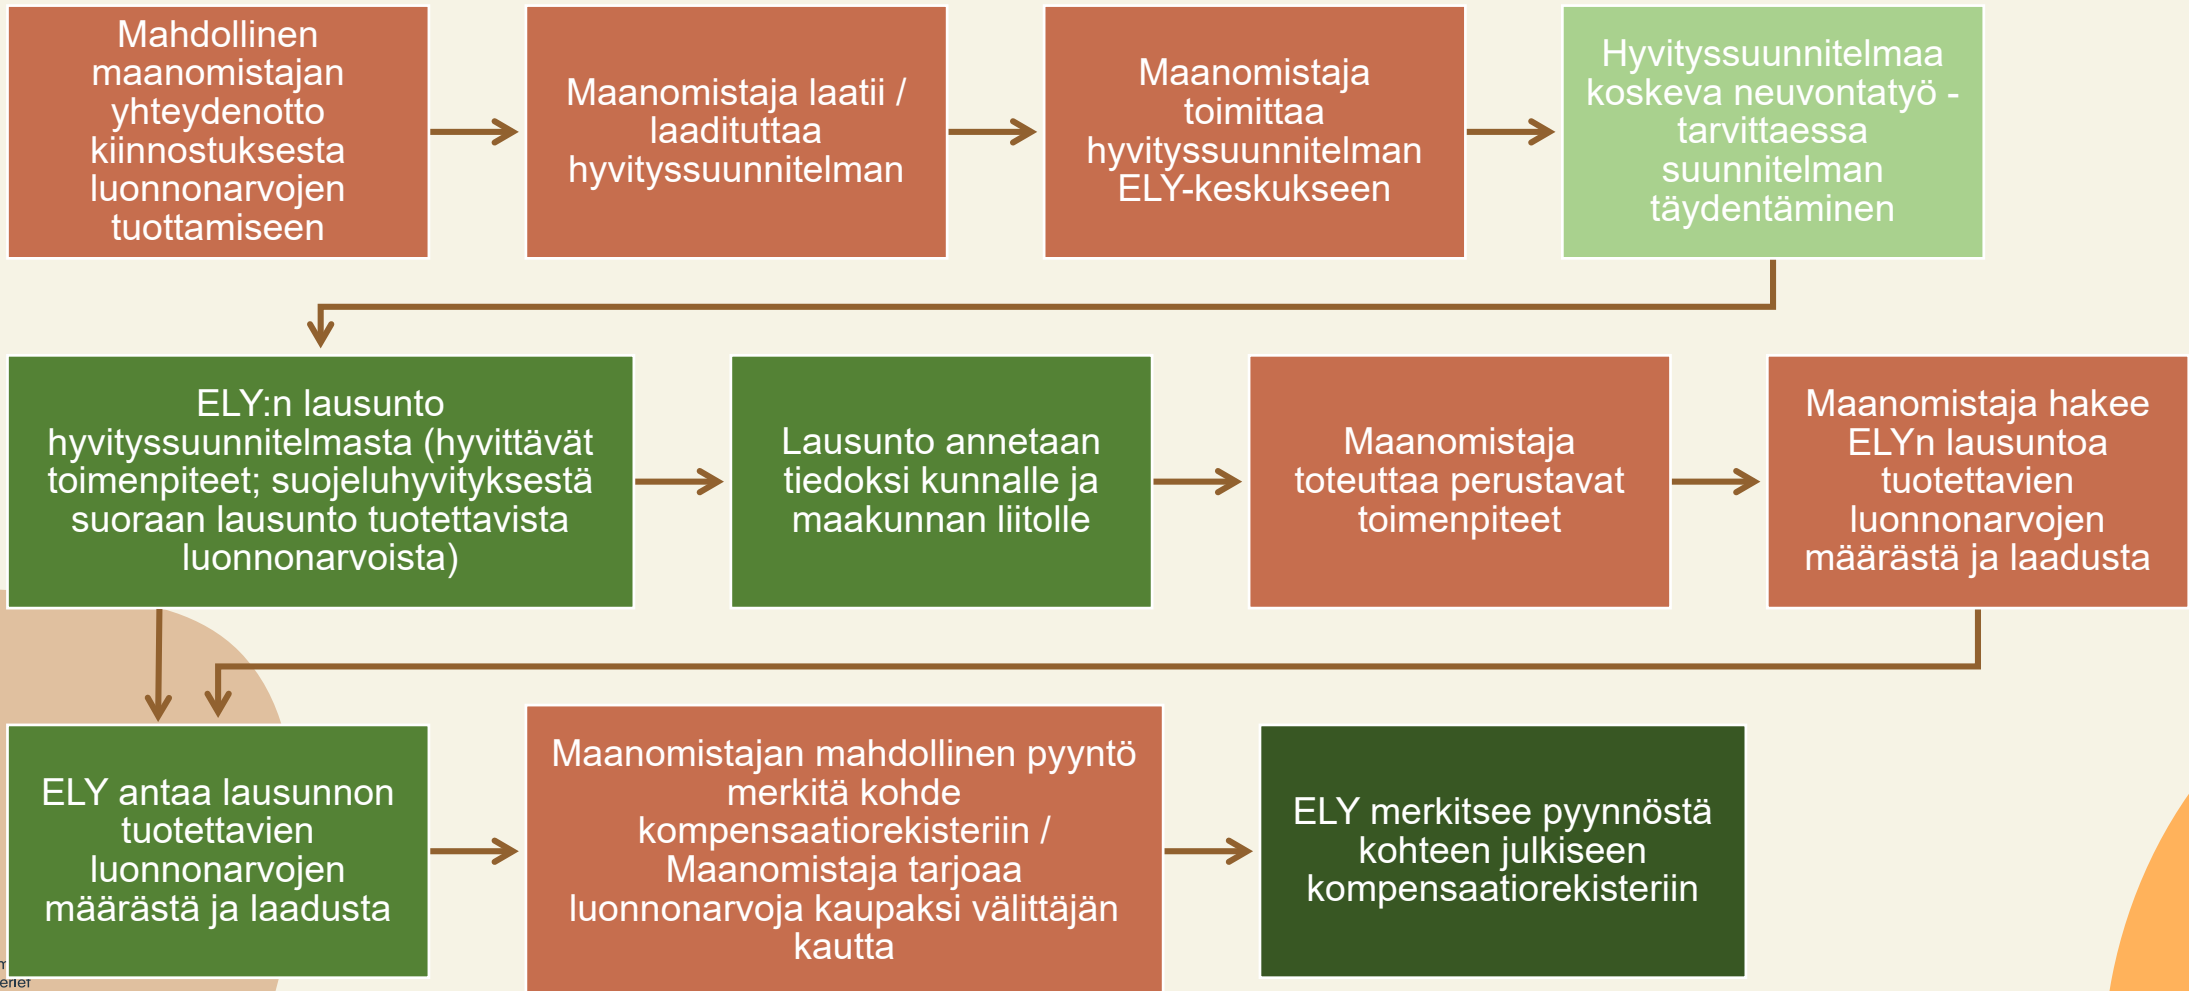 Mahdollinen
maanomistajan
yhteydenotto
kiinnostuksesta
luonnonarvojen
tuottamiseen
Maanomistaja laatii /
laadituttaa
hyvityssuunnitelman
Maanomistaja
toimittaa
hyvityssuunnitelman
ELY-keskukseen
Hyvityssuunnitelmaa
koskeva neuvontatyö -
tarvittaessa
suunnitelman
täydentäminen
ELY:n lausunto
hyvityssuunnitelmasta (hyvittävät
toimenpiteet; suojeluhyvityksestä
suoraan lausunto tuotettavista
luonnonarvoista)
Lausunto annetaan
tiedoksi kunnalle ja
maakunnan liitolle
Maanomistaja
toteuttaa perustavat
toimenpiteet
Maanomistaja hakee
ELYn lausuntoa
tuotettavien
luonnonarvojen
määrästä ja laadusta
ELY antaa lausunnon
tuotettavien
luonnonarvojen
määrästä ja laadusta
Maanomistajan mahdollinen pyyntö
merkitä kohde
kompensaatiorekisteriin /
Maanomistaja tarjoaa
luonnonarvoja kaupaksi välittäjän
kautta
ELY merkitsee pyynnöstä
kohteen julkiseen
kompensaatiorekisteriin